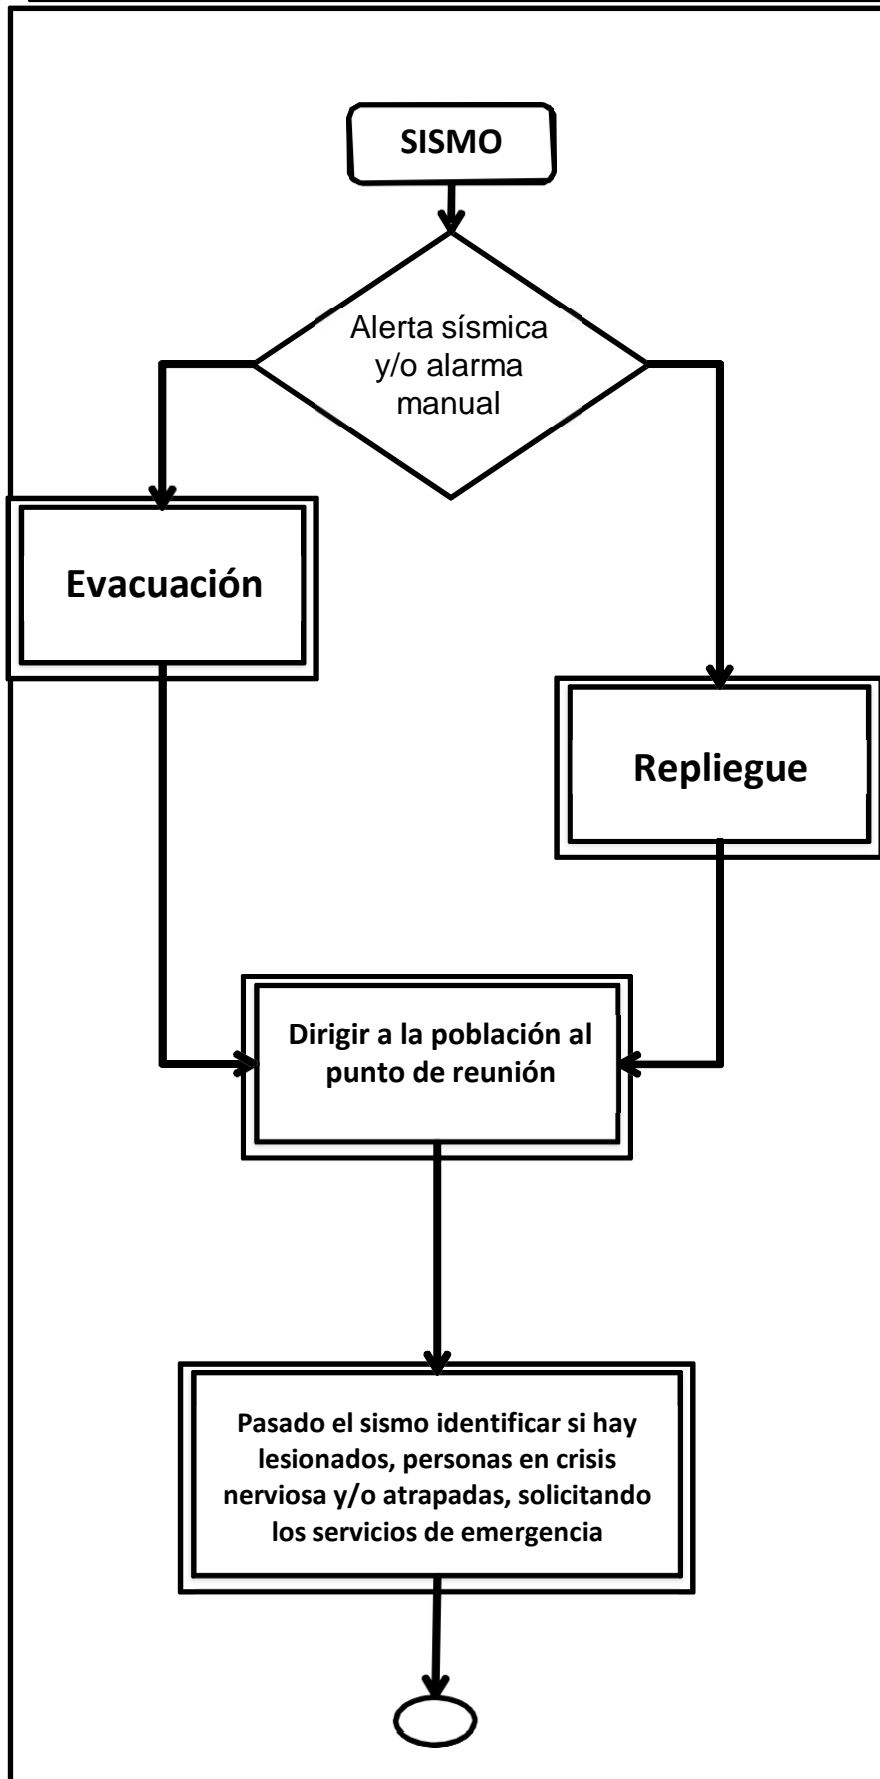 SISMO
Alerta sísmica
y/o alarma
manual
Evacuación
Repliegue
Dirigir a la población al
punto de reunión
Pasado el sismo identificar si hay
lesionados, personas en crisis
nerviosa y/o atrapadas, solicitando
los servicios de emergencia